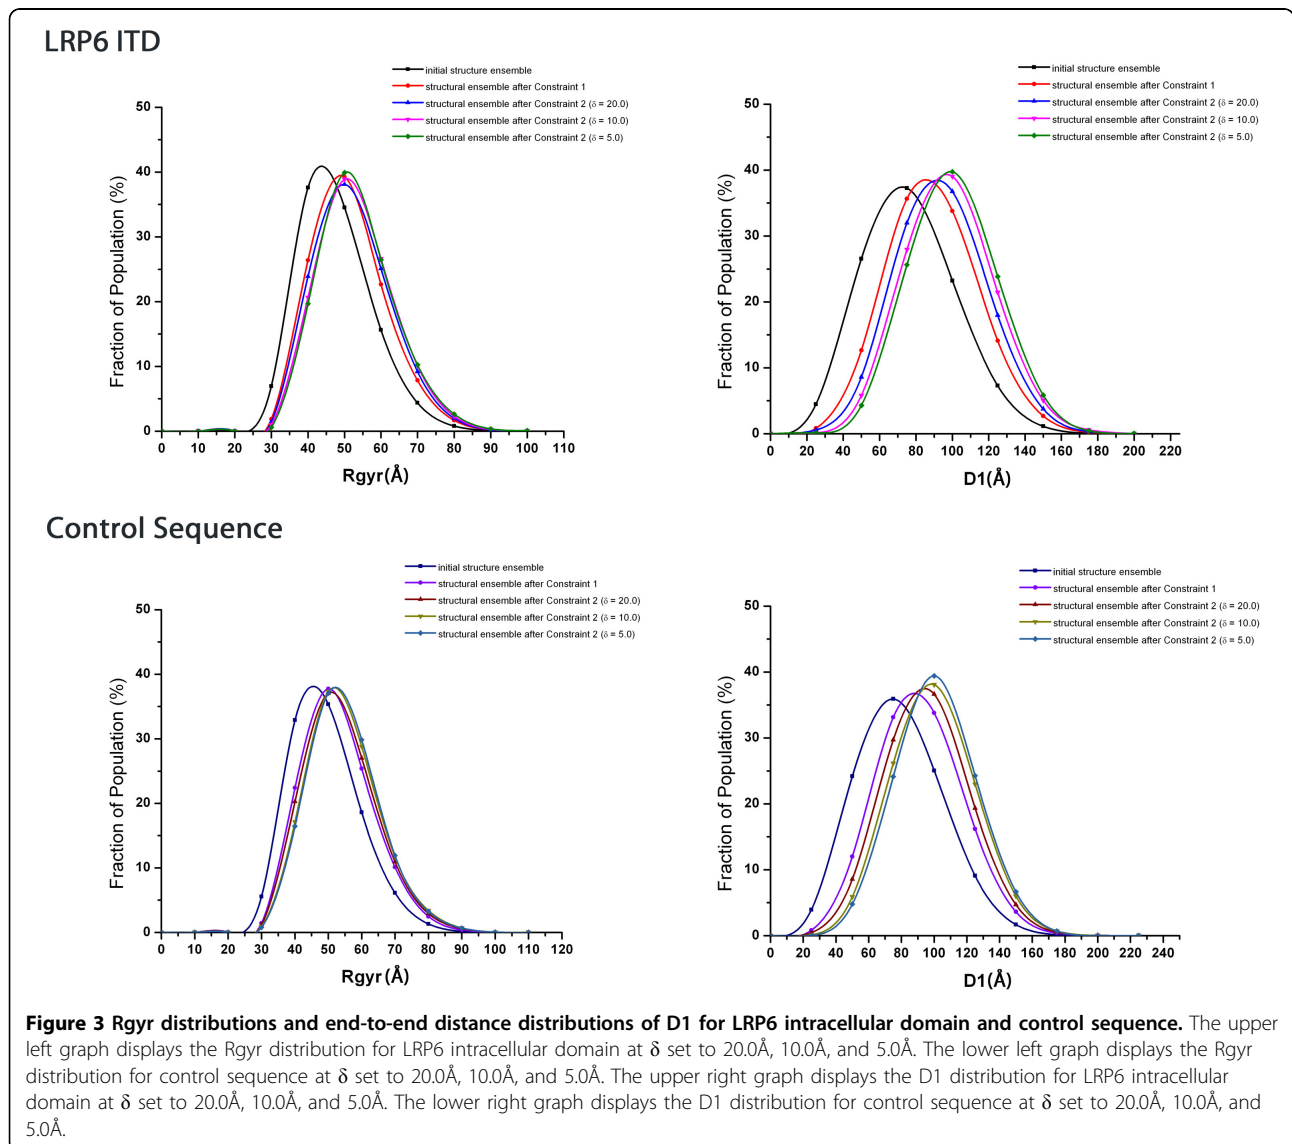 LRP6 ITD
initial structure ensemble
structural ensemble after Constraint 1
structural ensemble after Constraint 2 (δ = 20.0)
structural ensemble after Constraint 2 (δ = 10.0)
structural ensemble after Constraint 2 (δ = 5.0)
50
40
30
20
10
0
Fraction of Population (%)
0 10 20 30 40 50 60 70 80 90 100 110
Rgyr(Å)
initial structure ensemble
structural ensemble after Constraint 1
structural ensemble after Constraint 2 (δ = 20.0)
structural ensemble after Constraint 2 (δ = 10.0)
structural ensemble after Constraint 2 (δ = 5.0)
50
40
30
20
10
0
Fraction of Population (%)
0 20 40 60 80 100 120 140 160 180 200 220
D1(Å)
Control Sequence
initial structure ensemble
structural ensemble after Constraint 1
structural ensemble after Constraint 2 (δ = 20.0)
structural ensemble after Constraint 2 (δ = 10.0)
structural ensemble after Constraint 2 (δ = 5.0)
50
40
30
20
10
0
Fraction of Population (%)
0 10 20 30 40 50 60 70 80 90 100 110 120
Rgyr(Å)
initial structure ensemble
structural ensemble after Constraint 1
structural ensemble after Constraint 2 (δ = 20.0)
structural ensemble after Constraint 2 (δ = 10.0)
structural ensemble after Constraint 2 (δ = 5.0)
50
40
30
20
10
0
Fraction of Population (%)
0 20 40 60 80 100 120 140 160 180 200 220 240
D1(Å)
Figure 3 Rgyr distributions and end-to-end distance distributions of D1 for LRP6 intracellular domain and control sequence. The upper
left graph displays the Rgyr distribution for LRP6 intracellular domain at δ set to 20.0Å, 10.0Å, and 5.0Å. The lower left graph displays the Rgyr
distribution for control sequence at δ set to 20.0Å, 10.0Å, and 5.0Å. The upper right graph displays the D1 distribution for LRP6 intracellular
domain at δ set to 20.0Å, 10.0Å, and 5.0Å. The lower right graph displays the D1 distribution for control sequence at δ set to 20.0Å, 10.0Å, and
5.0Å.